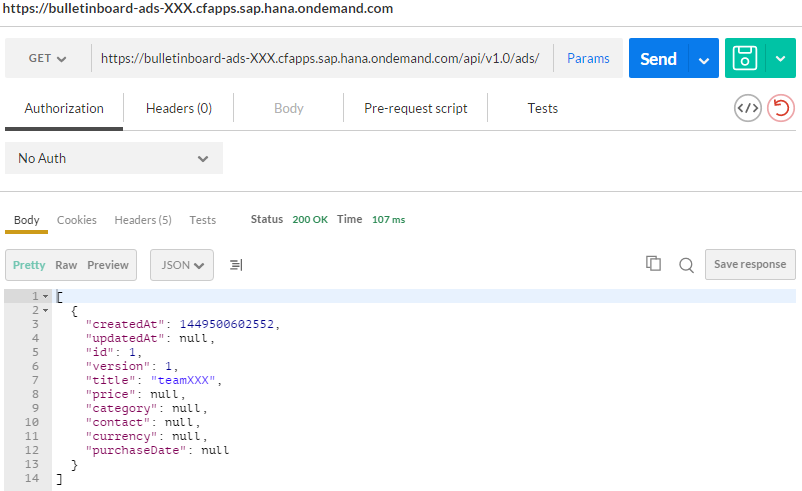 https://bulletinboard-ads-XXX.cfapps.sap.hana.ondemand.com
GET https://bulletinboard-ads-XXX.cfapps.sap.hana.ondemand.com/api/v1.0/ads/ Params Send
Authorization Headers (0) Body Pre-request script Tests </>
No Auth
Body Cookies Headers (5) Tests Status 200 OK Time 107 ms
Pretty Raw Preview JSON Save response
1 [
2 {
3 "createdAt": 1449500602552,
4 "updatedAt": null,
5 "id": 1,
6 "version": 1,
7 "title": "teamXXX",
8 "price": null,
9 "category": null,
10 "contact": null,
11 "currency": null,
12 "purchaseDate": null
13 }
14 ]